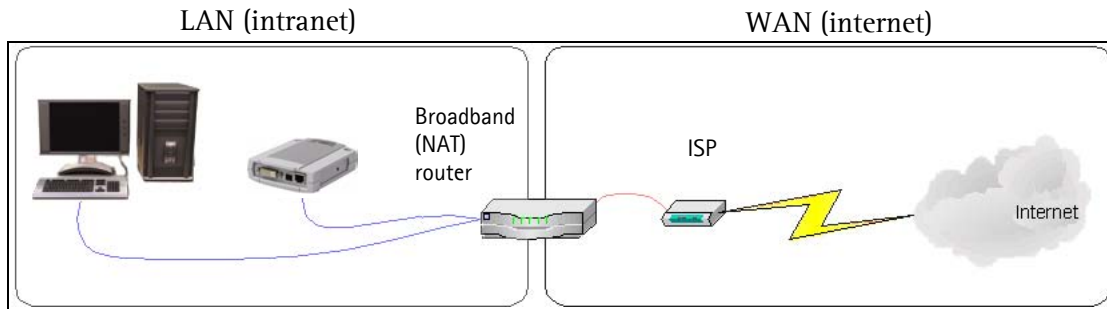 LAN (intranet)
WAN (internet)
Broadband
(NAT)
router
ISP
Internet